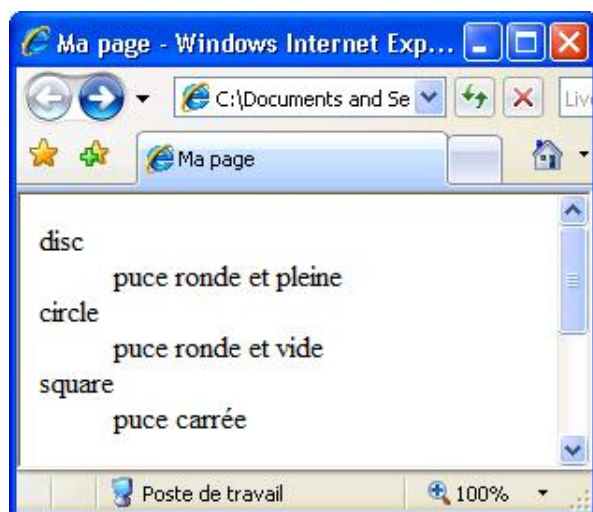 Ma page - Windows Internet Exp...
C:\Documents and Se
Live
Ma page
disc
puce ronde et pleine
circle
puce ronde et vide
square
puce carrée
Poste de travail
100%